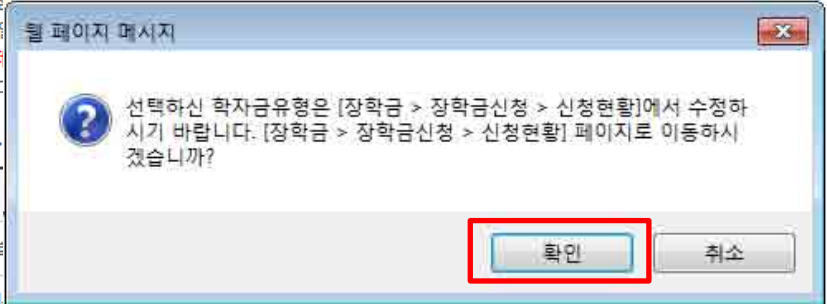 웹 페이지 메시지
선택하신 학자금유형은 [장학금 > 장학금신청 > 신청현황]에서 수정하
시기 바랍니다. [장학금 > 장학금신청 > 신청현황] 페이지로 이동하시
겠습니까?
확인 취소